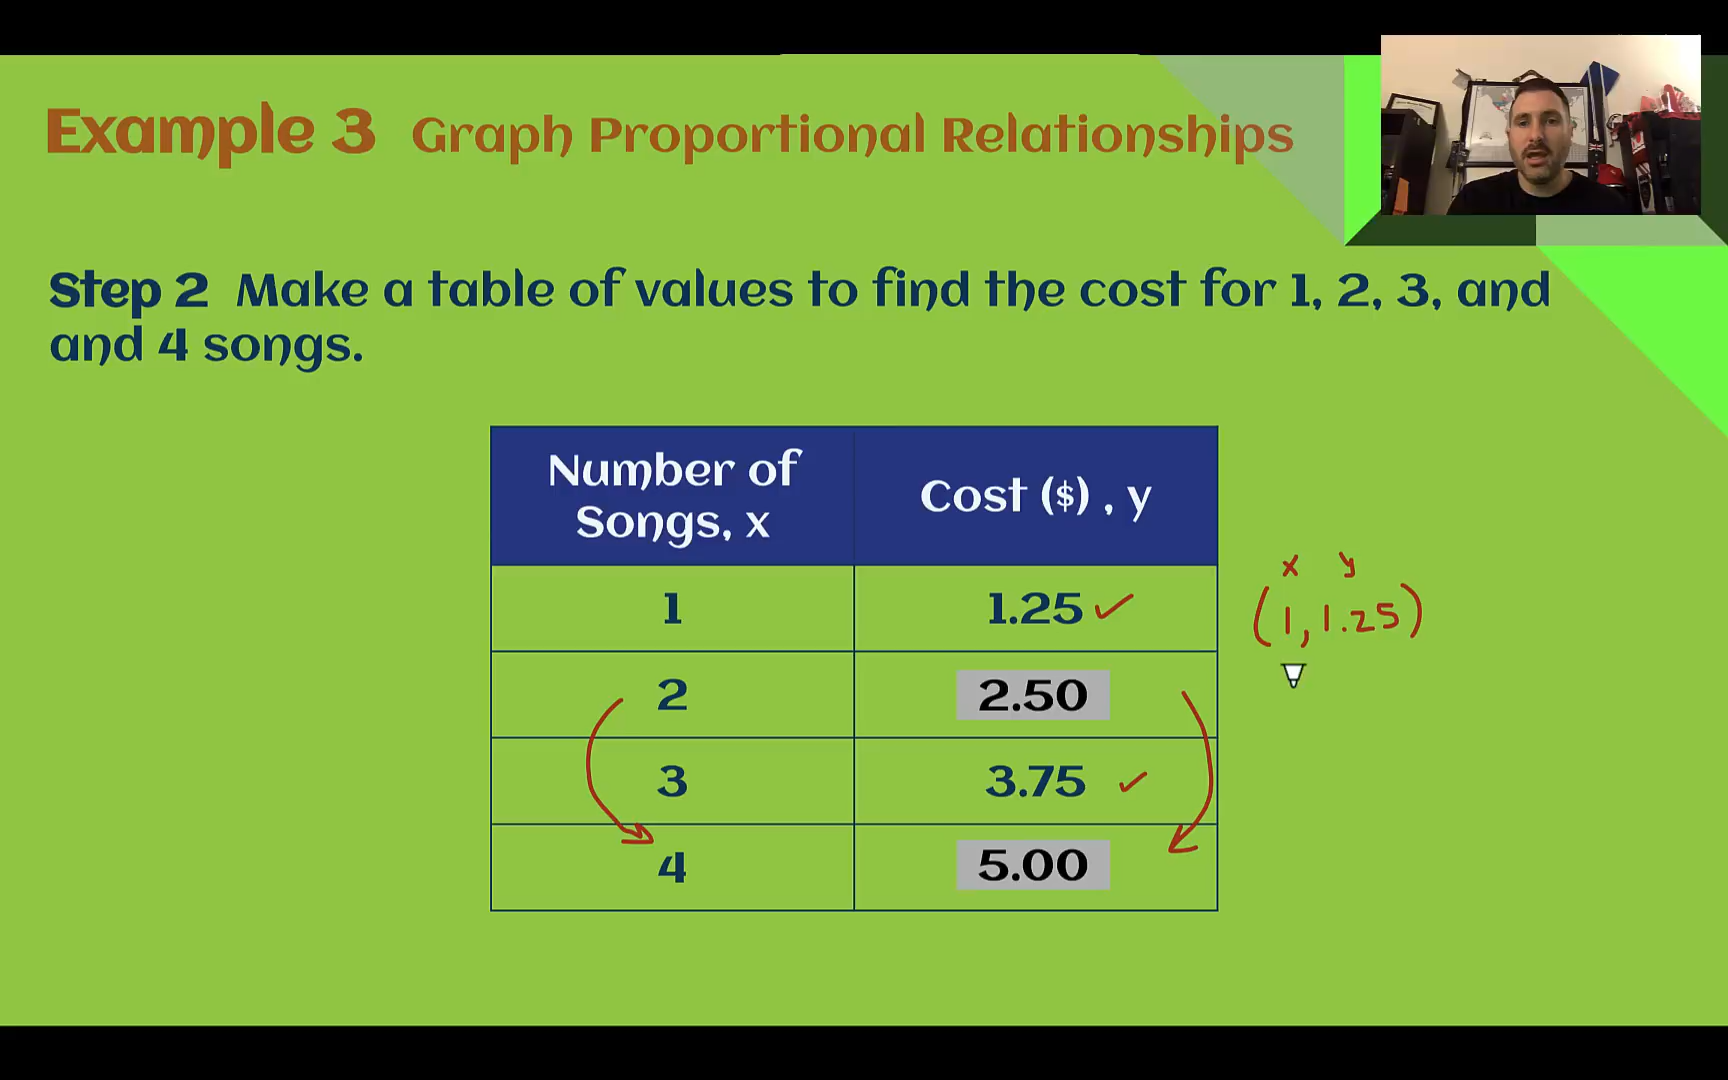 Example 3 Graph Proportional Relationships
Step 2 Make a table of values to find the cost for 1, 2, 3, and
and 4 songs.
Number of
Songs, x
Cost ($) , y
1
1.25
2
2.50
3
3.75
4
5.00
x y
(1, 1.25)